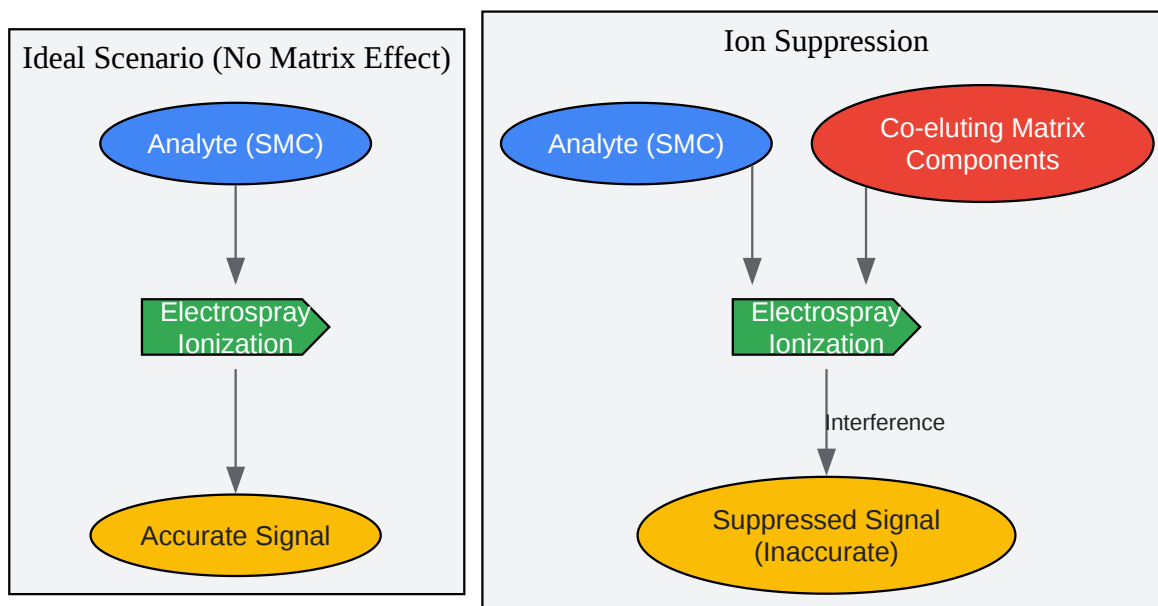 Ideal Scenario (No Matrix Effect)
Analyte (SMC)
Electrospray
Ionization
Accurate Signal
Ion Suppression
Analyte (SMC)
Co-eluting Matrix
Components
Electrospray
Ionization
Interference
Suppressed Signal
(Inaccurate)